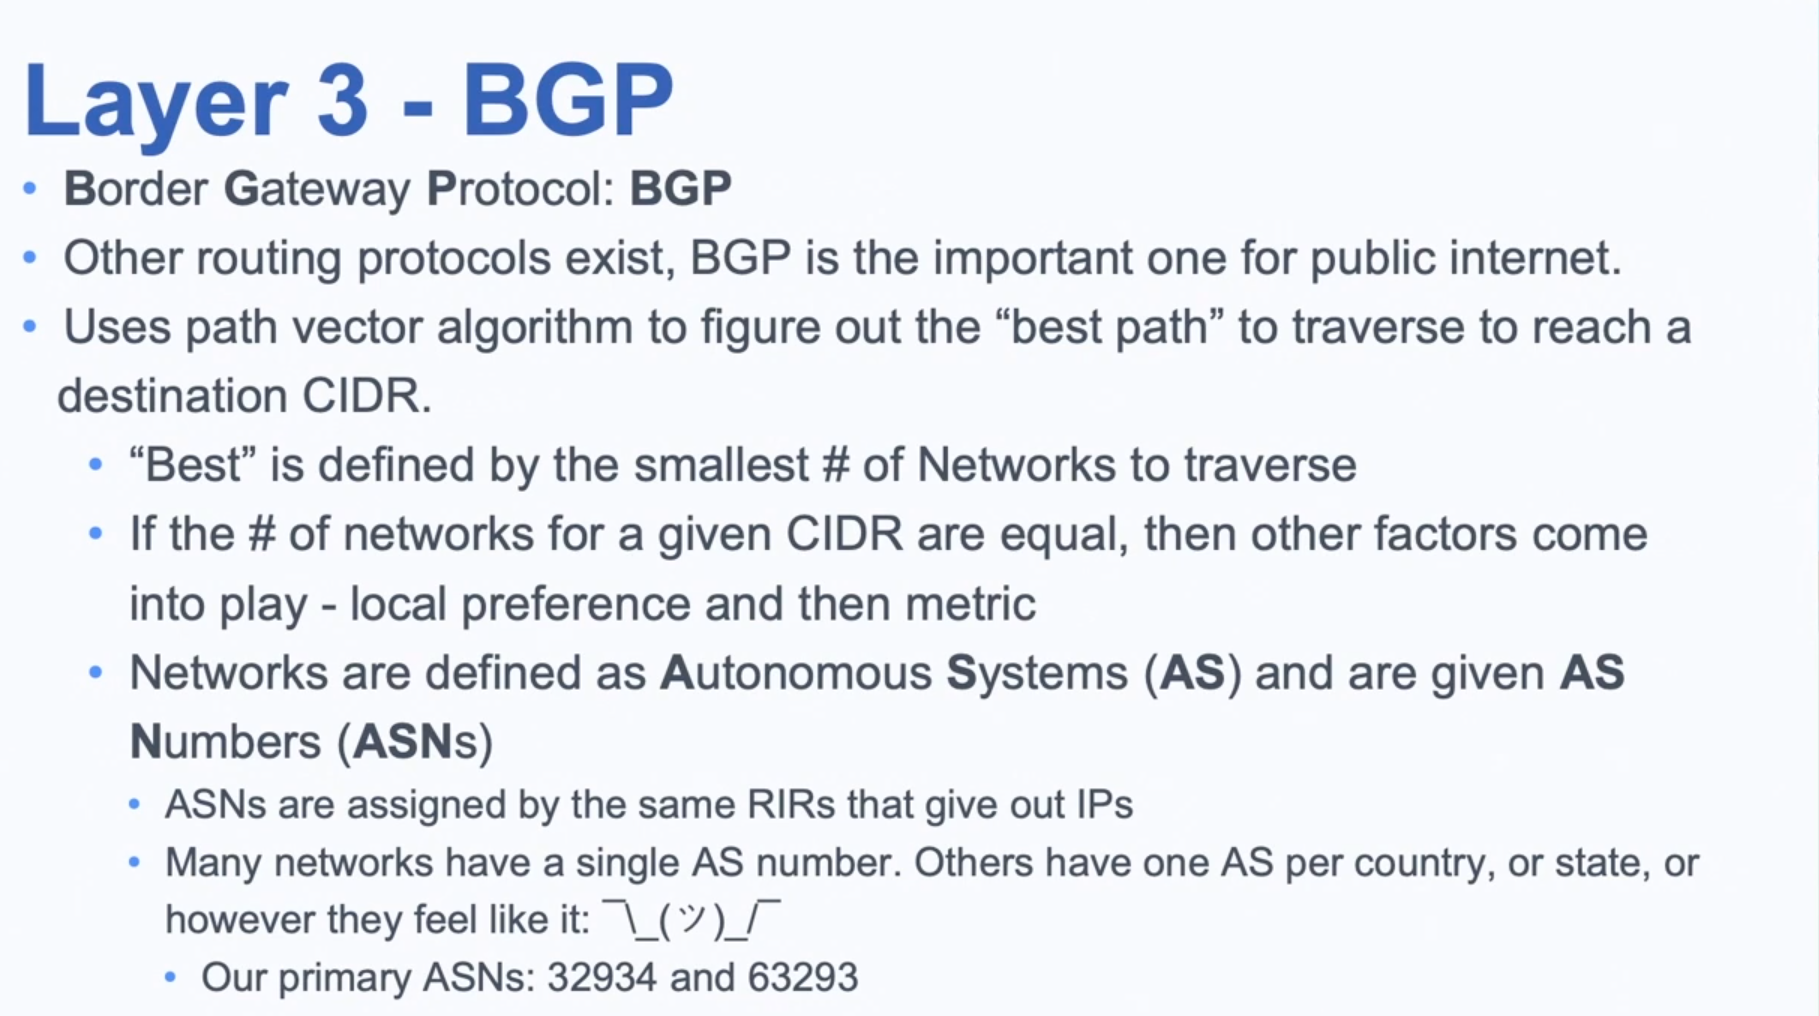 Layer 3 - BGP
• Border Gateway Protocol: BGP
• Other routing protocols exist, BGP is the important one for public internet.
• Uses path vector algorithm to figure out the “best path” to traverse to reach a
destination CIDR.
• “Best” is defined by the smallest # of Networks to traverse
• If the # of networks for a given CIDR are equal, then other factors come
into play - local preference and then metric
• Networks are defined as Autonomous Systems (AS) and are given AS
Numbers (ASNs)
• ASNs are assigned by the same RIRs that give out IPs
• Many networks have a single AS number. Others have one AS per country, or state, or
however they feel like it: ¯\_(ツ)_/¯
• Our primary ASNs: 32934 and 63293